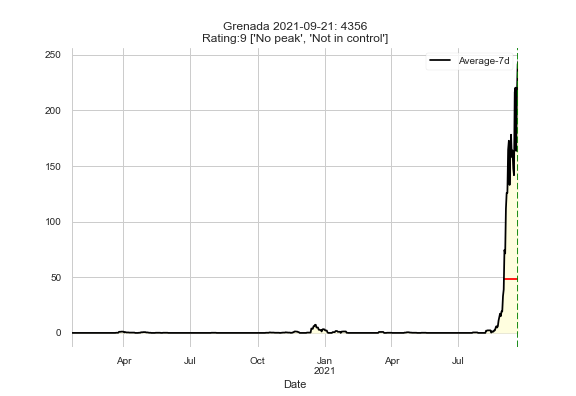 Grenada 2021-09-21: 4356
Rating:9 ['No peak', 'Not in control']
Average-7d
250
200
150
100
50
0
Apr
Jul
Oct
Jan
2021
Apr
Jul
Date